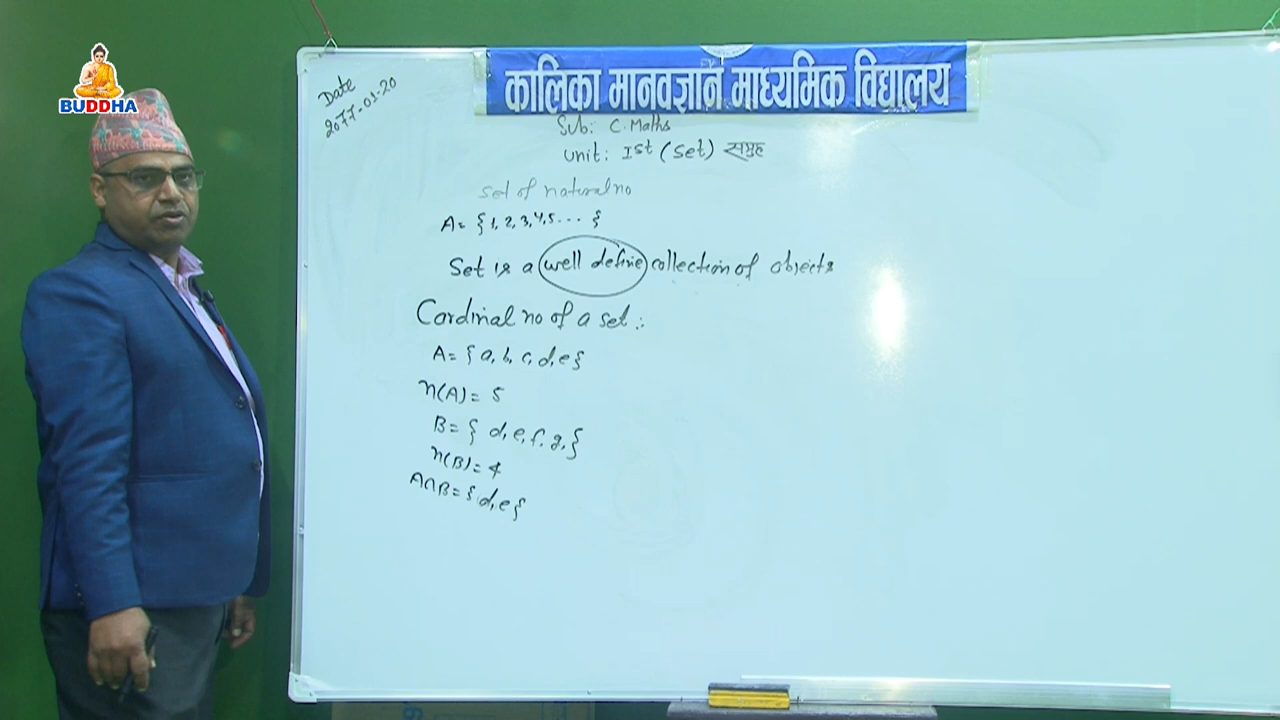 BUDDHA
कालिका मानवज्ञान माध्यमिक विद्यालय
Date
2077-01-20
Sub: C. Maths
Unit: Ist (Set) समुह
set of natural no
A= {1, 2, 3, 4, 5 . . . }
Set is a well define collection of objects
Cardinal no of a set :
A= {a, b, c, d, e}
n(A) = 5
B= { d, e, f, g, }
n(B) = 4
A∩B = { d, e }